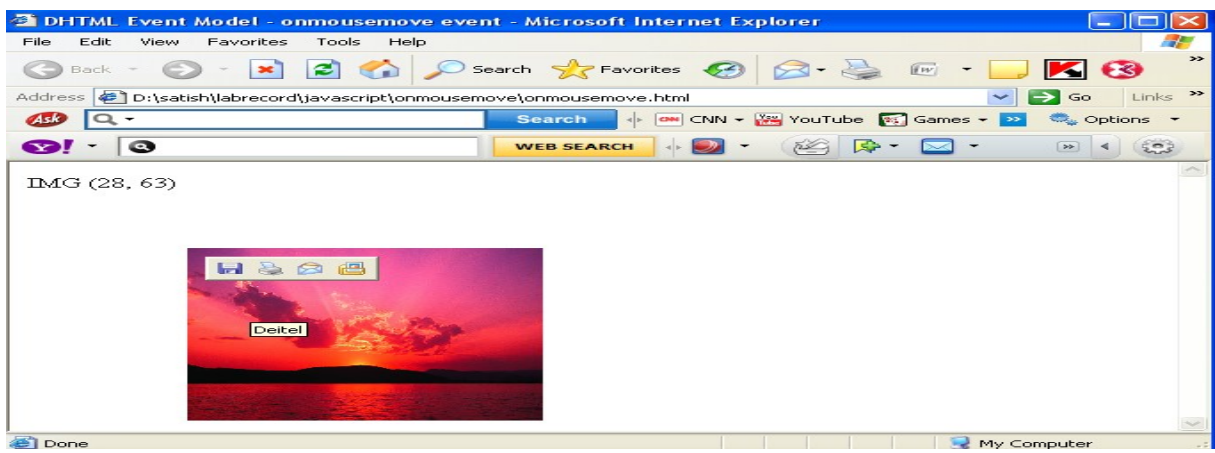 DHTML Event Model - onmousemove event - Microsoft Internet Explorer
File Edit View Favorites Tools Help
Back Search Favorites
Address D:\satish\labrecord\javascript\onmousemove\onmousemove.html Go Links »
Ask Search CNN YouTube Games » Options
Y! WEB SEARCH »
IMG (28, 63)
Deitel
Done My Computer